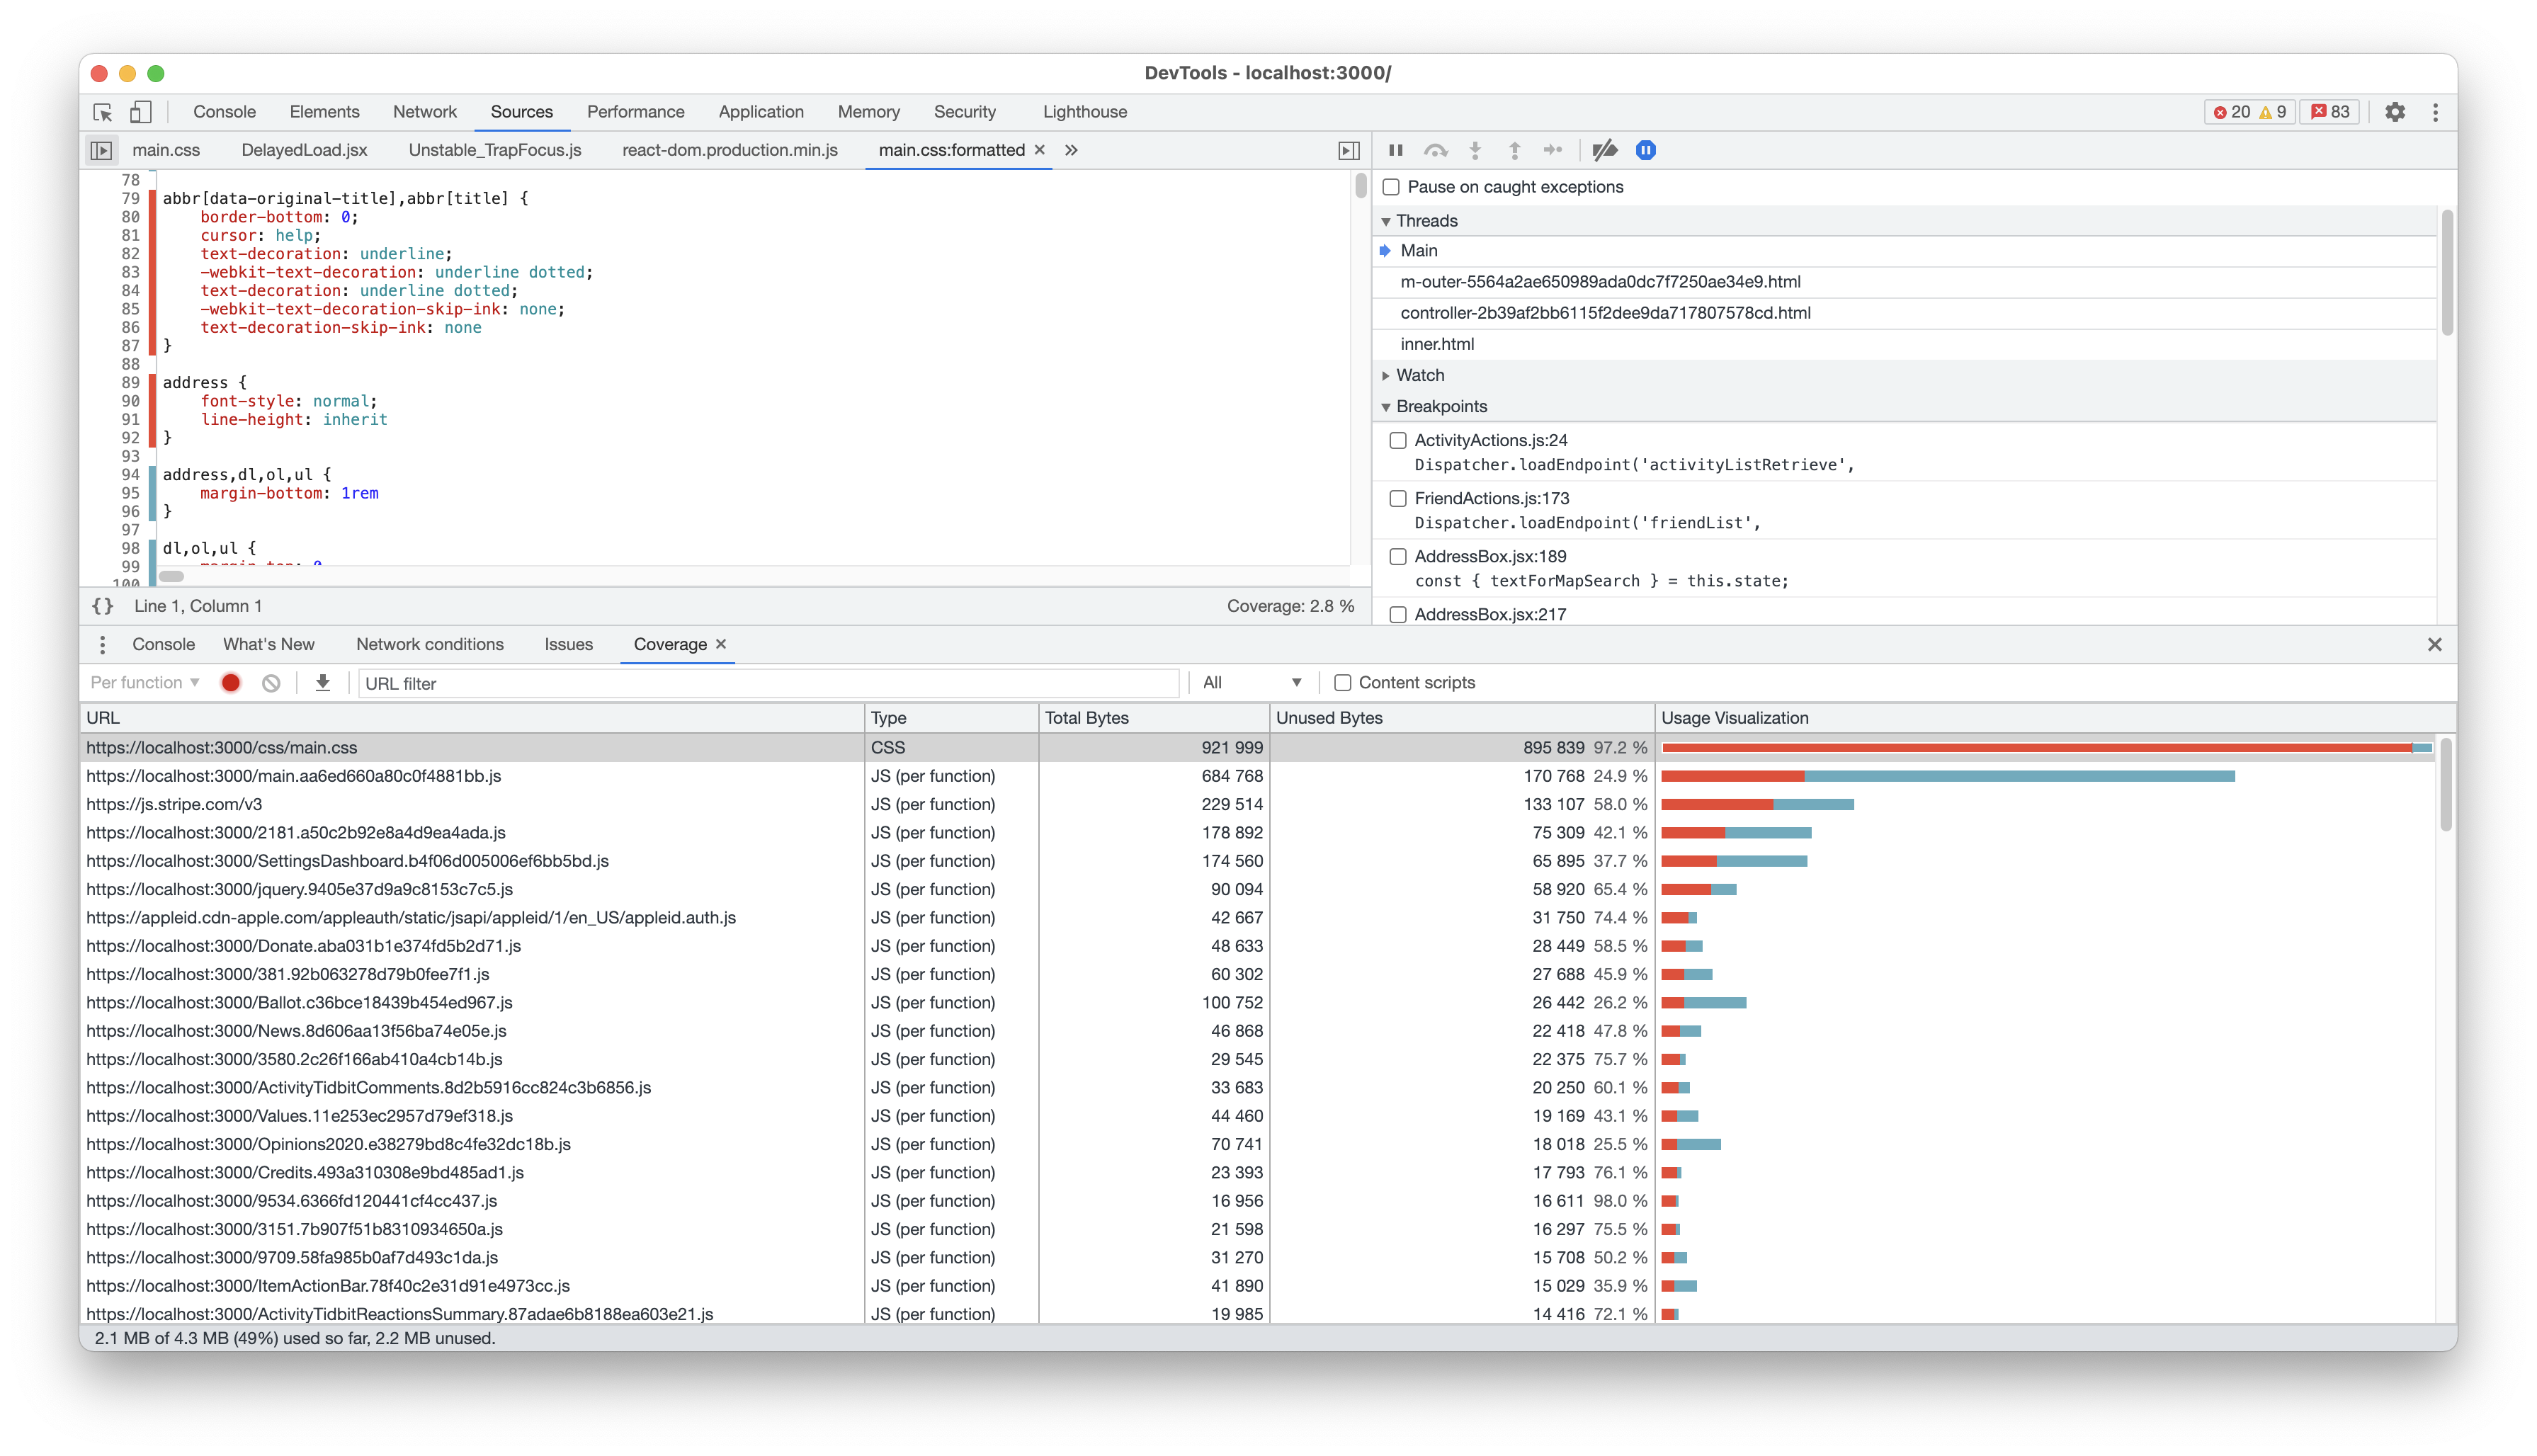 DevTools - localhost:3000/
Console Elements Network Sources Performance Application Memory Security Lighthouse 20 9 83
main.css DelayedLoad.jsx Unstable_TrapFocus.js react-dom.production.min.js main.css:formatted × »
78
79 abbr[data-original-title],abbr[title] {
80 border-bottom: 0;
81 cursor: help;
82 text-decoration: underline;
83 -webkit-text-decoration: underline dotted;
84 text-decoration: underline dotted;
85 -webkit-text-decoration-skip-ink: none;
86 text-decoration-skip-ink: none
87 }
88
89 address {
90 font-style: normal;
91 line-height: inherit
92 }
93
94 address,dl,ol,ul {
95 margin-bottom: 1rem
96 }
97
98 dl,ol,ul {
99 margin-top: 0
100
{} Line 1, Column 1 Coverage: 2.8 %
Pause on caught exceptions
Threads
Main
m-outer-5564a2ae650989ada0dc7f7250ae34e9.html
controller-2b39af2bb6115f2dee9da717807578cd.html
inner.html
Watch
Breakpoints
ActivityActions.js:24
Dispatcher.loadEndpoint('activityListRetrieve',
FriendActions.js:173
Dispatcher.loadEndpoint('friendList',
AddressBox.jsx:189
const { textForMapSearch } = this.state;
AddressBox.jsx:217
Console What's New Network conditions Issues Coverage ×
Per function URL filter All Content scripts
URL Type Total Bytes Unused Bytes Usage Visualization
https://localhost:3000/css/main.css CSS 921 999 895 839 97.2 %
https://localhost:3000/main.aa6ed660a80c0f4881bb.js JS (per function) 684 768 170 768 24.9 %
https://js.stripe.com/v3 JS (per function) 229 514 133 107 58.0 %
https://localhost:3000/2181.a50c2b92e8a4d9ea4ada.js JS (per function) 178 892 75 309 42.1 %
https://localhost:3000/SettingsDashboard.b4f06d005006ef6bb5bd.js JS (per function) 174 560 65 895 37.7 %
https://localhost:3000/jquery.9405e37d9a9c8153c7c5.js JS (per function) 90 094 58 920 65.4 %
https://appleid.cdn-apple.com/appleauth/static/jsapi/appleid/1/en_US/appleid.auth.js JS (per function) 42 667 31 750 74.4 %
https://localhost:3000/Donate.aba031b1e374fd5b2d71.js JS (per function) 48 633 28 449 58.5 %
https://localhost:3000/381.92b063278d79b0fee7f1.js JS (per function) 60 302 27 688 45.9 %
https://localhost:3000/Ballot.c36bce18439b454ed967.js JS (per function) 100 752 26 442 26.2 %
https://localhost:3000/News.8d606aa13f56ba74e05e.js JS (per function) 46 868 22 418 47.8 %
https://localhost:3000/3580.2c26f166ab410a4cb14b.js JS (per function) 29 545 22 375 75.7 %
https://localhost:3000/ActivityTidbitComments.8d2b5916cc824c3b6856.js JS (per function) 33 683 20 250 60.1 %
https://localhost:3000/Values.11e253ec2957d79ef318.js JS (per function) 44 460 19 169 43.1 %
https://localhost:3000/Opinions2020.e38279bd8c4fe32dc18b.js JS (per function) 70 741 18 018 25.5 %
https://localhost:3000/Credits.493a310308e9bd485ad1.js JS (per function) 23 393 17 793 76.1 %
https://localhost:3000/9534.6366fd120441cf4cc437.js JS (per function) 16 956 16 611 98.0 %
https://localhost:3000/3151.7b907f51b8310934650a.js JS (per function) 21 598 16 297 75.5 %
https://localhost:3000/9709.58fa985b0af7d493c1da.js JS (per function) 31 270 15 708 50.2 %
https://localhost:3000/ItemActionBar.78f40c2e31d91e4973cc.js JS (per function) 41 890 15 029 35.9 %
https://localhost:3000/ActivityTidbitReactionsSummary.87adae6b8188ea603e21.js JS (per function) 19 985 14 416 72.1 %
2.1 MB of 4.3 MB (49%) used so far, 2.2 MB unused.